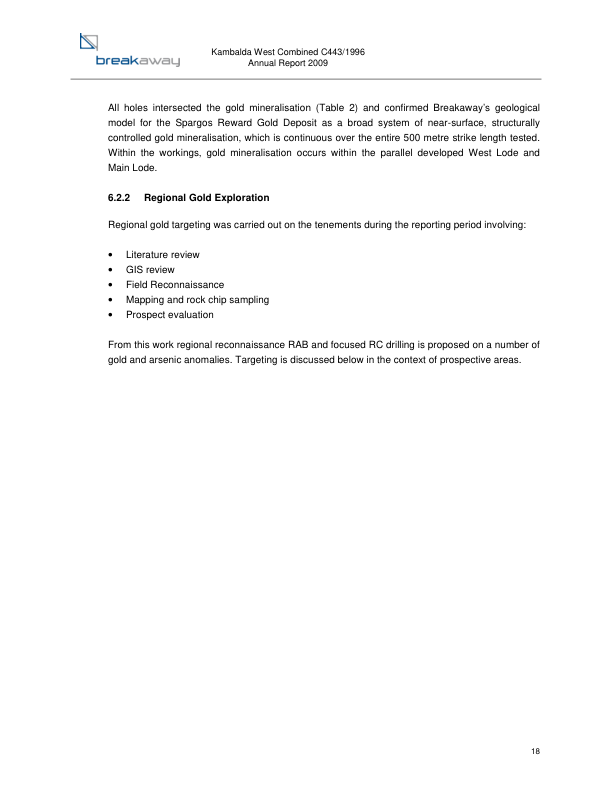 breakaway
Kambalda West Combined C443/1996
Annual Report 2009
All holes intersected the gold mineralisation (Table 2) and confirmed Breakaway's geological
model for the Spargos Reward Gold Deposit as a broad system of near-surface, structurally
controlled gold mineralisation, which is continuous over the entire 500 metre strike length tested.
Within the workings, gold mineralisation occurs within the parallel developed West Lode and
Main Lode.
6.2.2 Regional Gold Exploration
Regional gold targeting was carried out on the tenements during the reporting period involving:
• Literature review
• GIS review
• Field Reconnaissance
• Mapping and rock chip sampling
• Prospect evaluation
From this work regional reconnaissance RAB and focused RC drilling is proposed on a number of
gold and arsenic anomalies. Targeting is discussed below in the context of prospective areas.
18